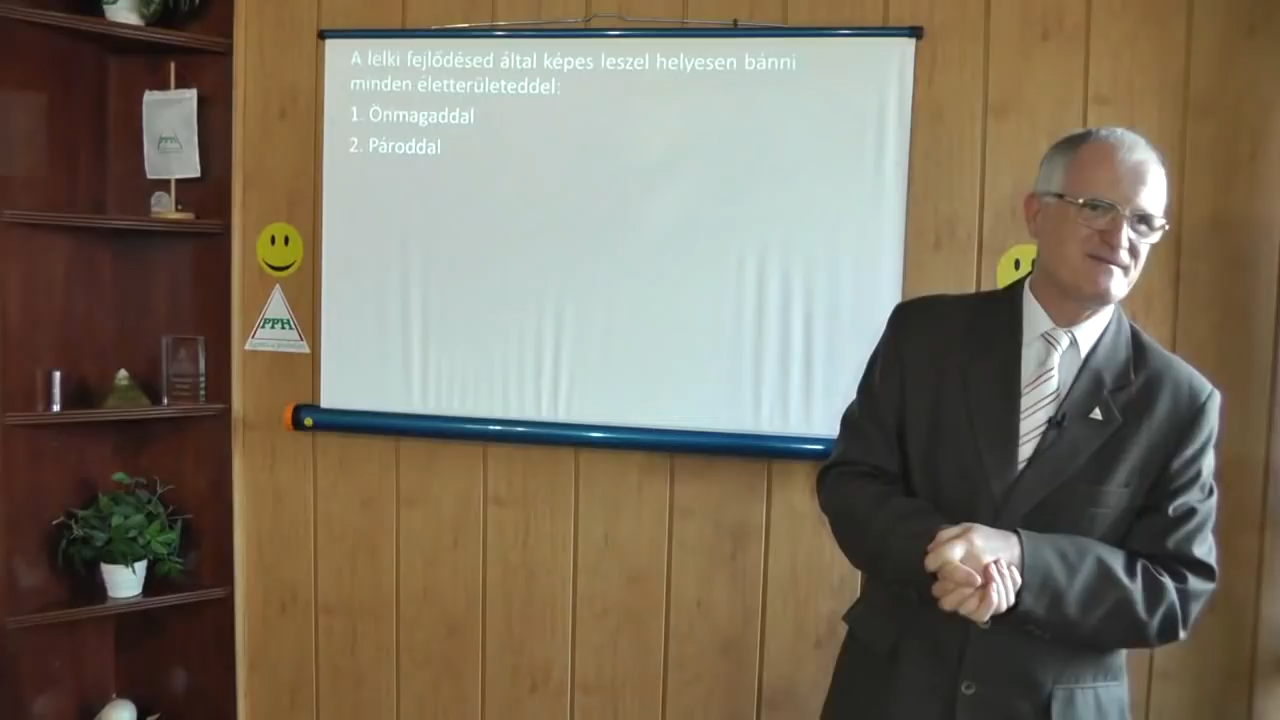 A lelki fejlődésed által képes leszel helyesen bánni
minden életterületeddel:
1. Önmagaddal
2. Pároddal
PPH